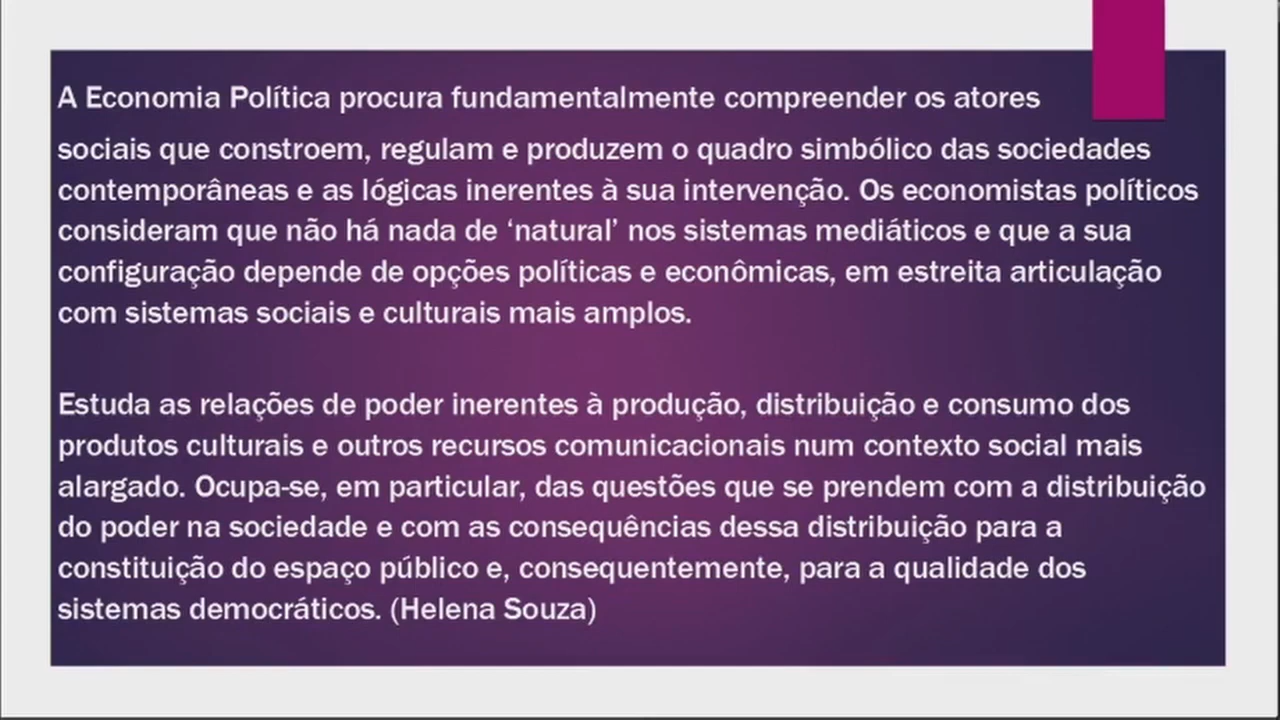 A Economia Política procura fundamentalmente compreender os atores
sociais que constroem, regulam e produzem o quadro simbólico das sociedades
contemporâneas e as lógicas inerentes à sua intervenção. Os economistas políticos
consideram que não há nada de ‘natural’ nos sistemas mediáticos e que a sua
configuração depende de opções políticas e econômicas, em estreita articulação
com sistemas sociais e culturais mais amplos.
Estuda as relações de poder inerentes à produção, distribuição e consumo dos
produtos culturais e outros recursos comunicacionais num contexto social mais
alargado. Ocupa-se, em particular, das questões que se prendem com a distribuição
do poder na sociedade e com as consequências dessa distribuição para a
constituição do espaço público e, consequentemente, para a qualidade dos
sistemas democráticos. (Helena Souza)